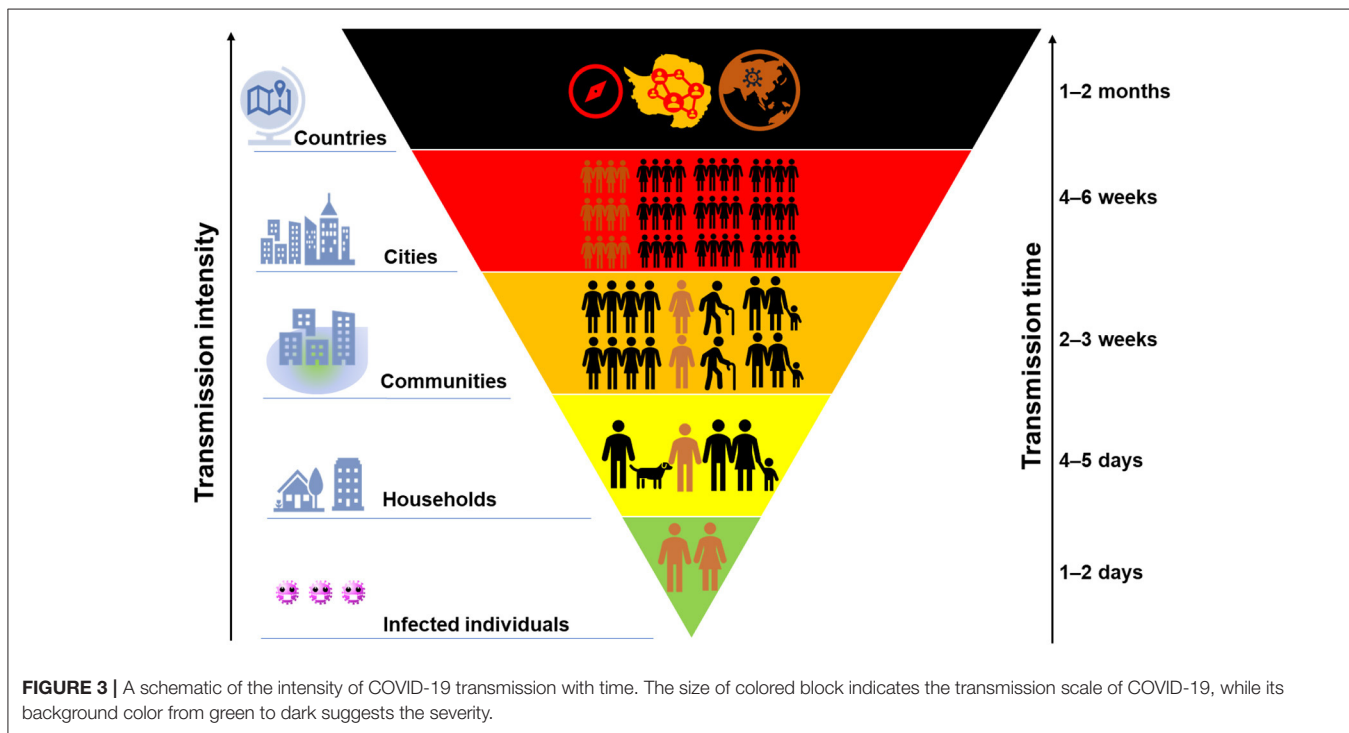 Transmission intensity
Countries
Cities
Communities
Households
Infected individuals
Transmission time
1–2 months
4–6 weeks
2–3 weeks
4–5 days
1–2 days
FIGURE 3 | A schematic of the intensity of COVID-19 transmission with time. The size of colored block indicates the transmission scale of COVID-19, while its
background color from green to dark suggests the severity.